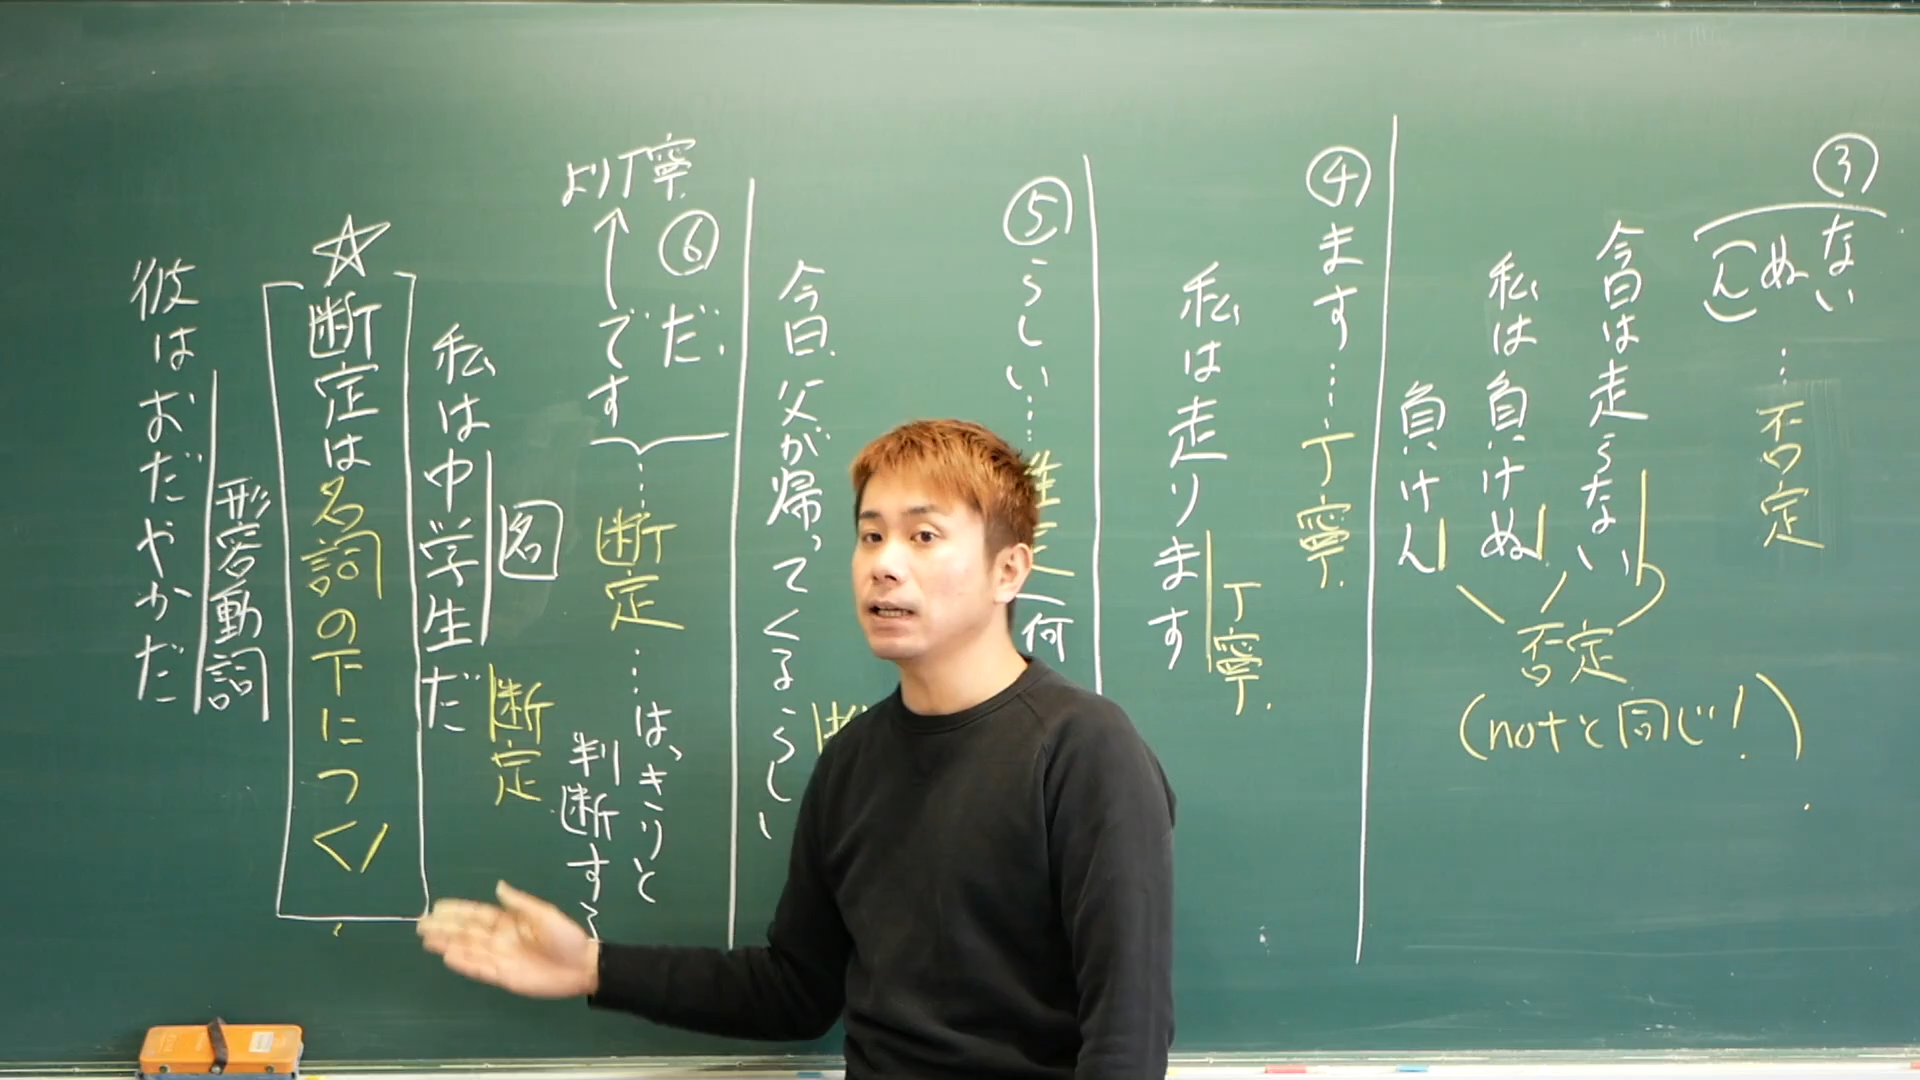 ③
ない…否定
ぬ
(ん)
今日は走らない
私は負けぬ
負けん
否定
(notと同じ!)
④
ます…丁寧
私は走ります
丁寧
⑤
らしい…
何
今日、父が帰ってくるらしい
⑥
だ
です
より丁寧
…断定…はっきりと
判断する
名
断定
私は中学生だ
☆断定は名詞の下につく!
形容動詞
彼はおだやかだ